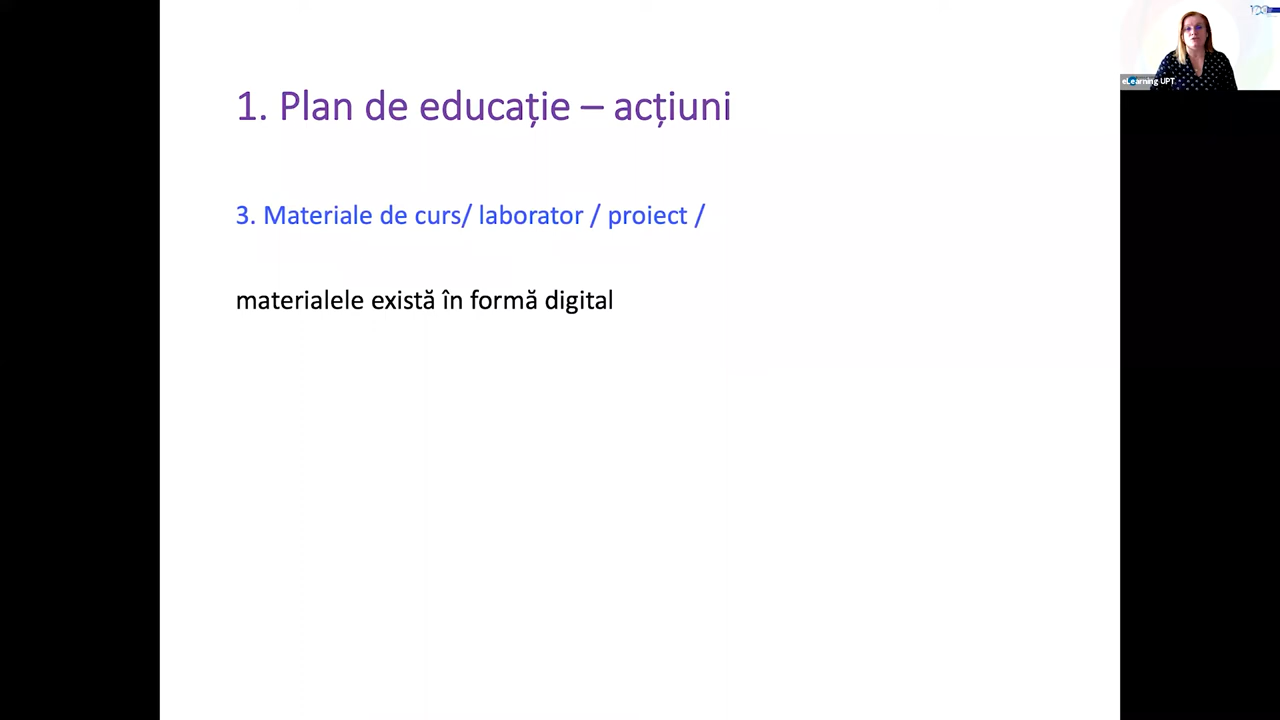 1. Plan de educație – acțiuni
3. Materiale de curs/ laborator / proiect /
materialele există în formă digital
eLearning UPT